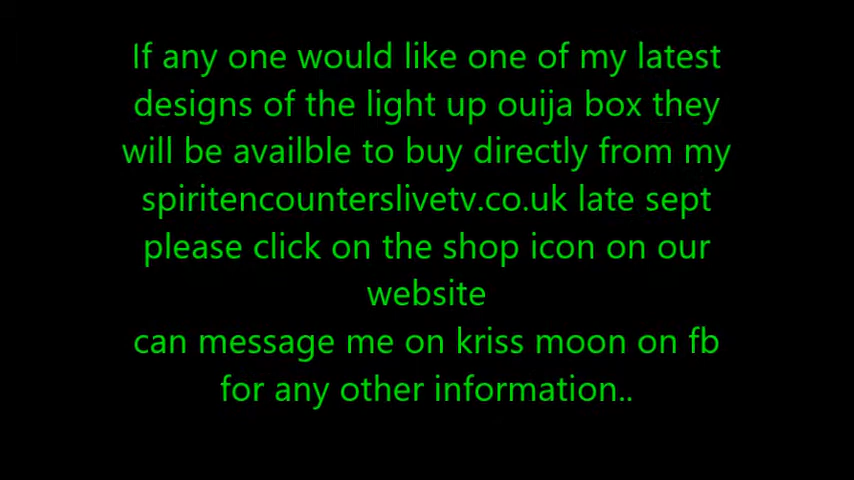 If any one would like one of my latest
designs of the light up ouija box they
will be availble to buy directly from my
spiritencounterslivetv.co.uk late sept
please click on the shop icon on our
website
can message me on kriss moon on fb
for any other information..